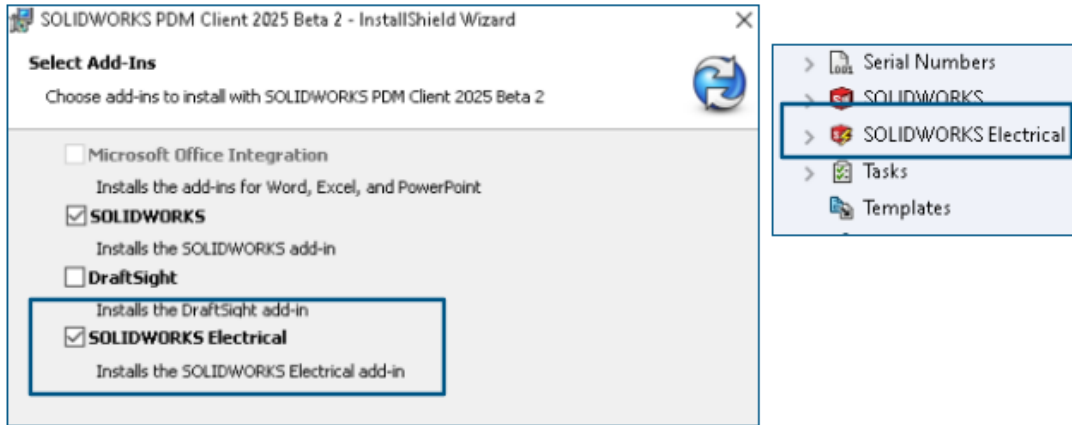 SOLIDWORKS PDM Client 2025 Beta 2 - InstallShield Wizard
Select Add-Ins
Choose add-ins to install with SOLIDWORKS PDM Client 2025 Beta 2
Microsoft Office Integration
Installs the add-ins for Word, Excel, and PowerPoint
SOLIDWORKS
Installs the SOLIDWORKS add-in
DraftSight
Installs the DraftSight add-in
SOLIDWORKS Electrical
Installs the SOLIDWORKS Electrical add-in
Serial Numbers
SOLIDWORKS
SOLIDWORKS Electrical
Tasks
Templates